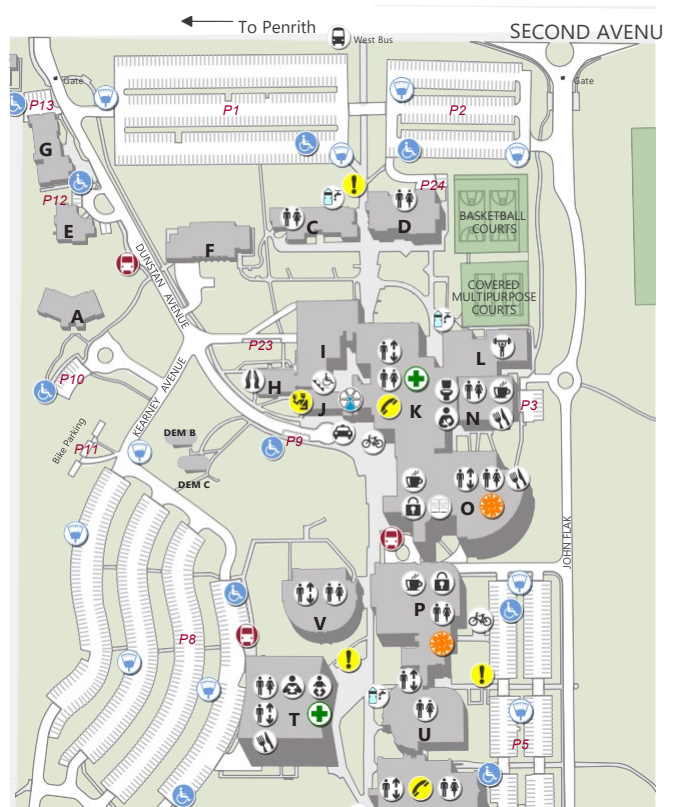 To Penrith
SECOND AVENU
West Bus
Gate
Gate
P13
P1
P2
G
P12
P24
E
C
D
BASKETBALL
COURTS
F
DUNSTAN AVENUE
COVERED
MULTIPURPOSE
COURTS
A
P23
I
L
P10
KEARNEY AVENUE
H
J
K
N
P3
Bike Parking
P11
DEM B
P9
DEM C
O
JOHN FLAK
P
V
P8
T
U
P5